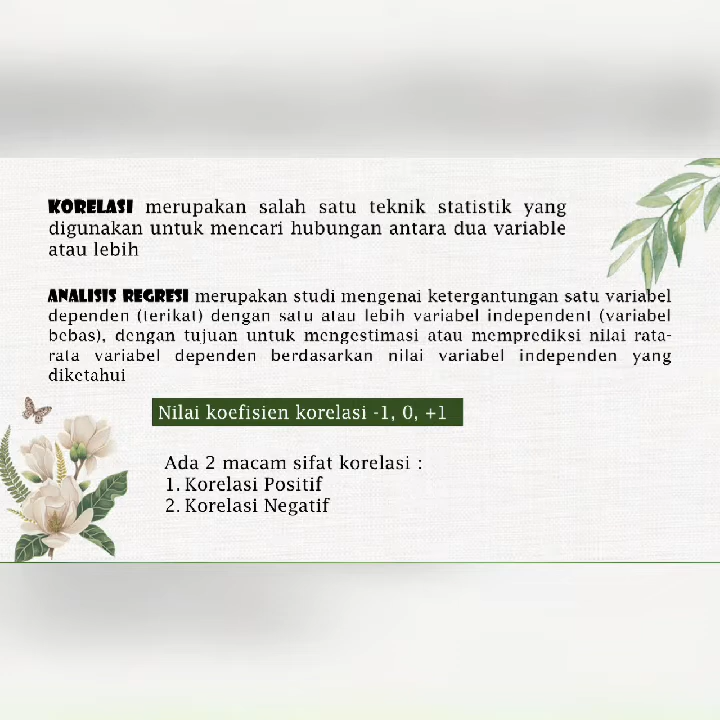 KORELASI merupakan salah satu teknik statistik yang
digunakan untuk mencari hubungan antara dua variable
atau lebih
ANALISIS REGRESI merupakan studi mengenai ketergantungan satu variabel
dependen (terikat) dengan satu atau lebih variabel independent (variabel
bebas), dengan tujuan untuk mengestimasi atau memprediksi nilai rata-
rata variabel dependen berdasarkan nilai variabel independen yang
diketahui
Nilai koefisien korelasi -1, 0, +1
Ada 2 macam sifat korelasi :
1. Korelasi Positif
2. Korelasi Negatif